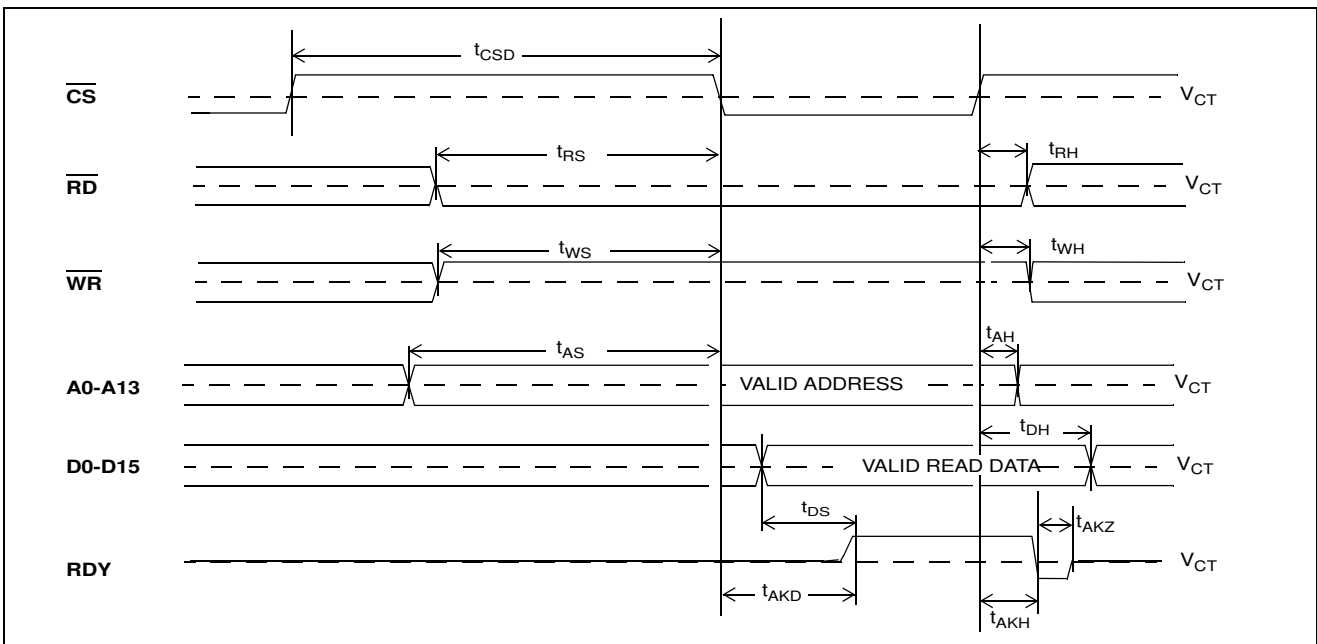 tCSD
CS
VCT
tRS
tRH
RD
VCT
tWS
tWH
WR
VCT
tAS
tAH
A0-A13
VALID ADDRESS
VCT
tDH
D0-D15
VALID READ DATA
VCT
tDS
tAKZ
RDY
VCT
tAKD
tAKH